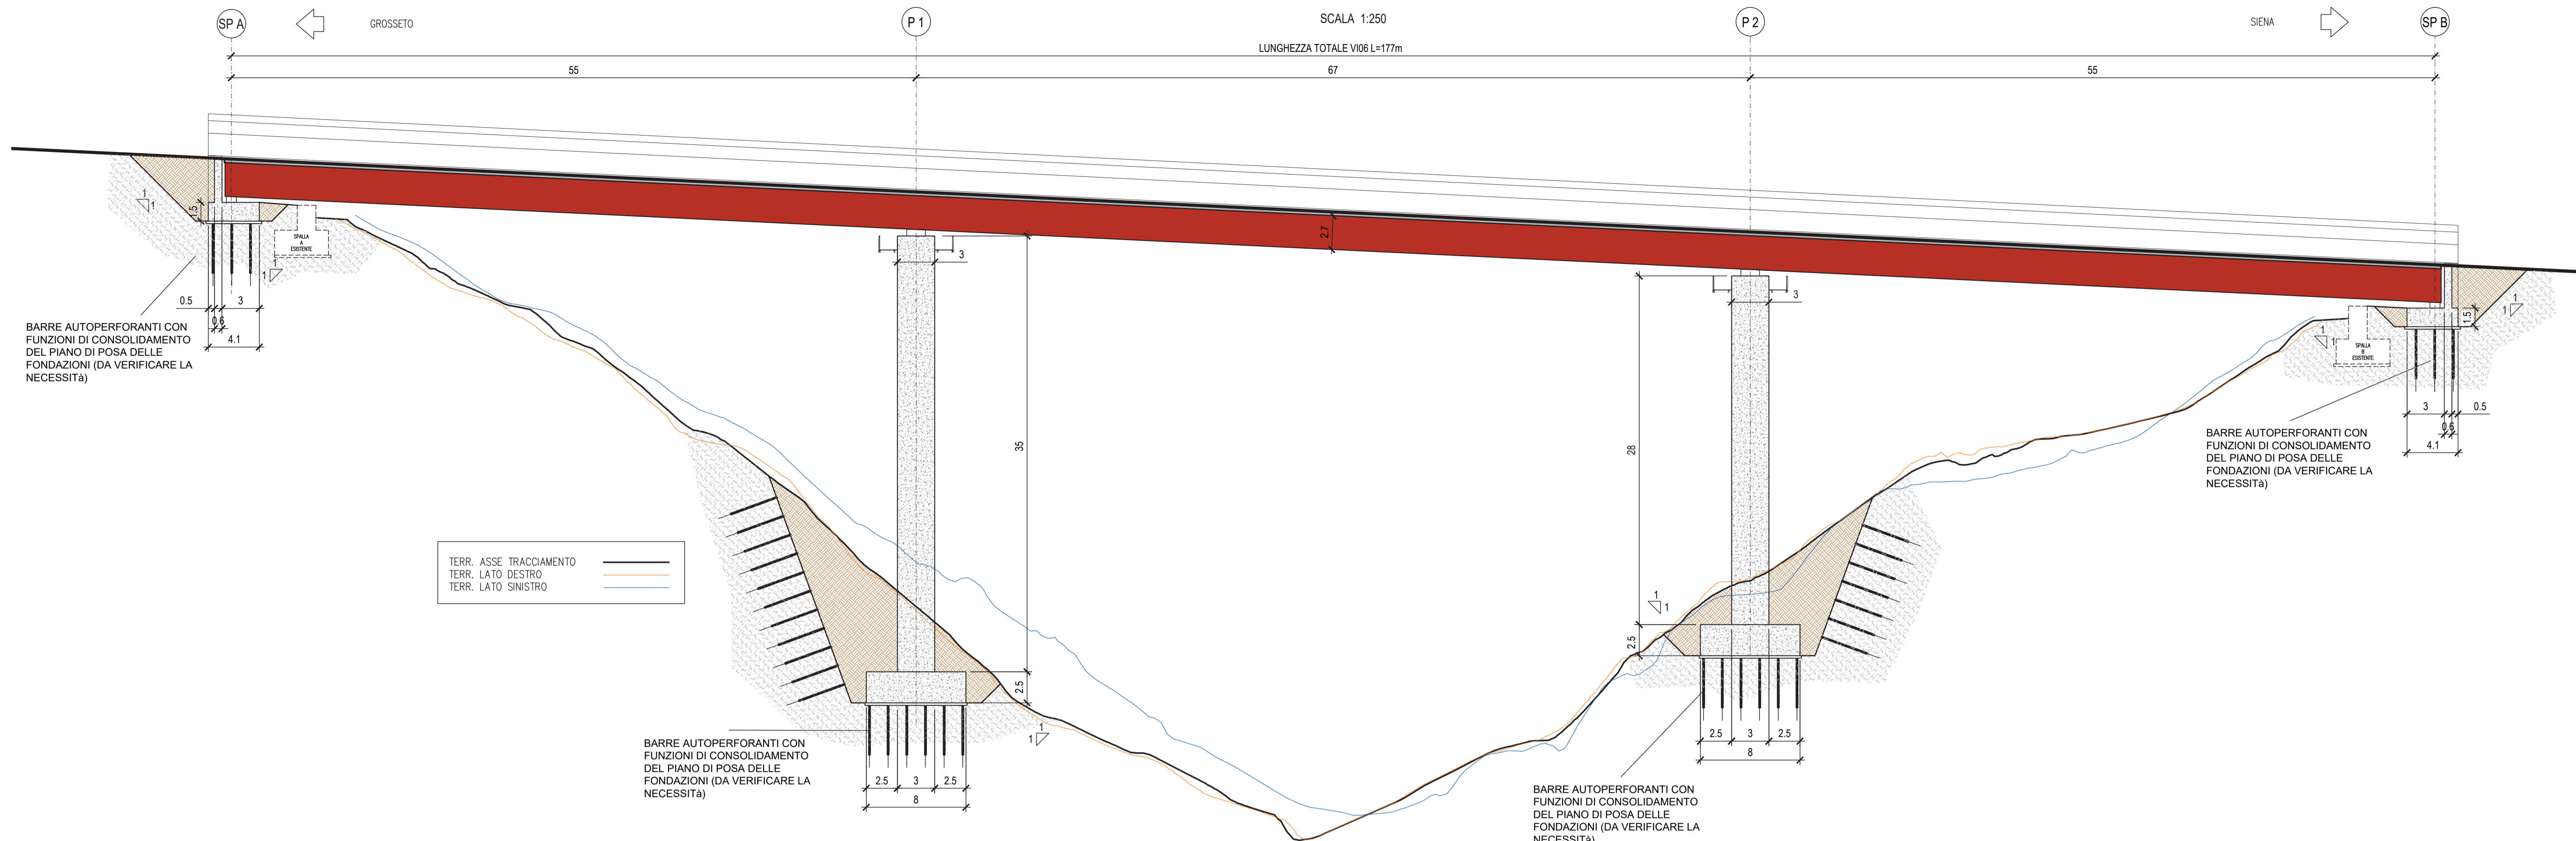 SP A
GROSSETO
P 1
SCALA 1:250
P 2
SIENA
SP B
LUNGHEZZA TOTALE VI06 L=177m
55
67
55
1
1
1.5
SPALLA
A
ESISTENTE
1
1
0.5
3
0.6
4.1
BARRE AUTOPERFORANTI CON
FUNZIONI DI CONSOLIDAMENTO
DEL PIANO DI POSA DELLE
FONDAZIONI (DA VERIFICARE LA
NECESSITà)
3
35
2.7
3
28
2.5
1
1
1
1
1.5
1
1
SPALLA
B
ESISTENTE
3
0.5
0.6
4.1
BARRE AUTOPERFORANTI CON
FUNZIONI DI CONSOLIDAMENTO
DEL PIANO DI POSA DELLE
FONDAZIONI (DA VERIFICARE LA
NECESSITà)
TERR. ASSE TRACCIAMENTO
TERR. LATO DESTRO
TERR. LATO SINISTRO
2.5
1
1
BARRE AUTOPERFORANTI CON
FUNZIONI DI CONSOLIDAMENTO
DEL PIANO DI POSA DELLE
FONDAZIONI (DA VERIFICARE LA
NECESSITà)
2.5
3
2.5
8
2.5
3
2.5
8
BARRE AUTOPERFORANTI CON
FUNZIONI DI CONSOLIDAMENTO
DEL PIANO DI POSA DELLE
FONDAZIONI (DA VERIFICARE LA
NECESSITà)